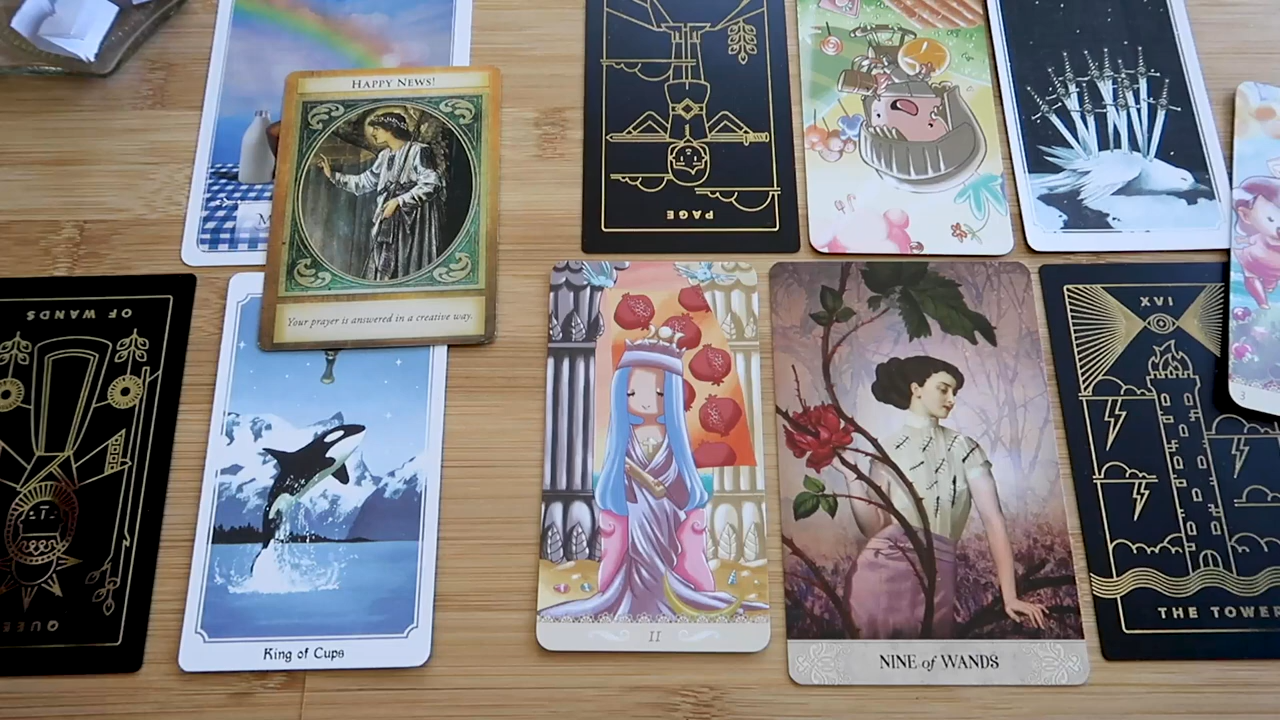 HAPPY NEWS!
Your prayer is answered in a creative way.
PAGE
OF WANDS
King of Cups
II
NINE of WANDS
XVI
THE TOWER
3